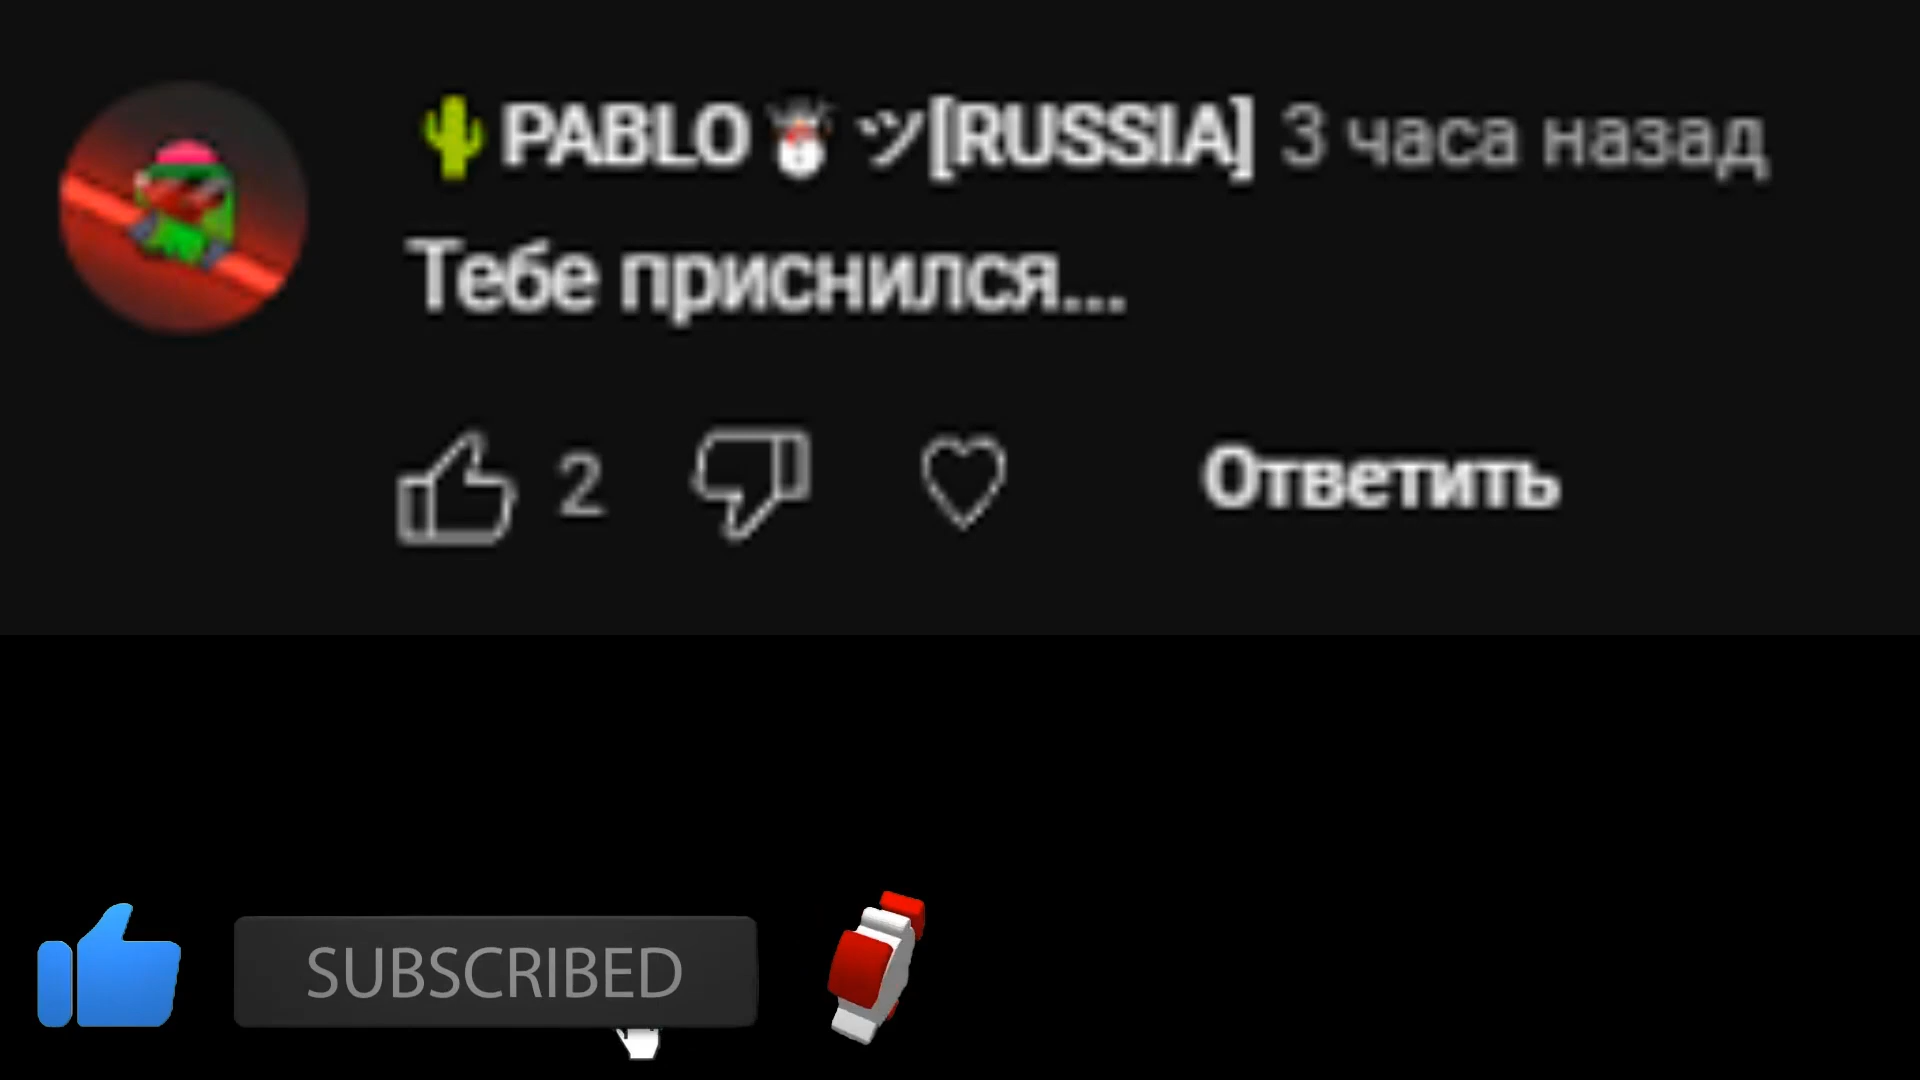 🌵PABLO☃️ッ[RUSSIA] 3 часа назад
Тебе приснился...
2 Ответить
SUBSCRIBED